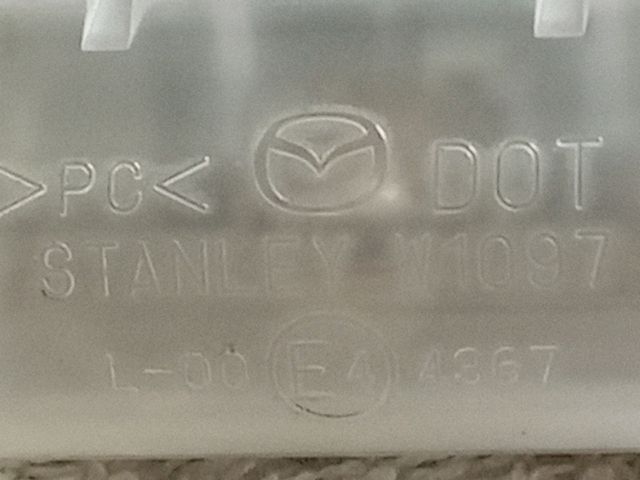 >PC< DOT
STANLEY W1097
L-00 E4 4367